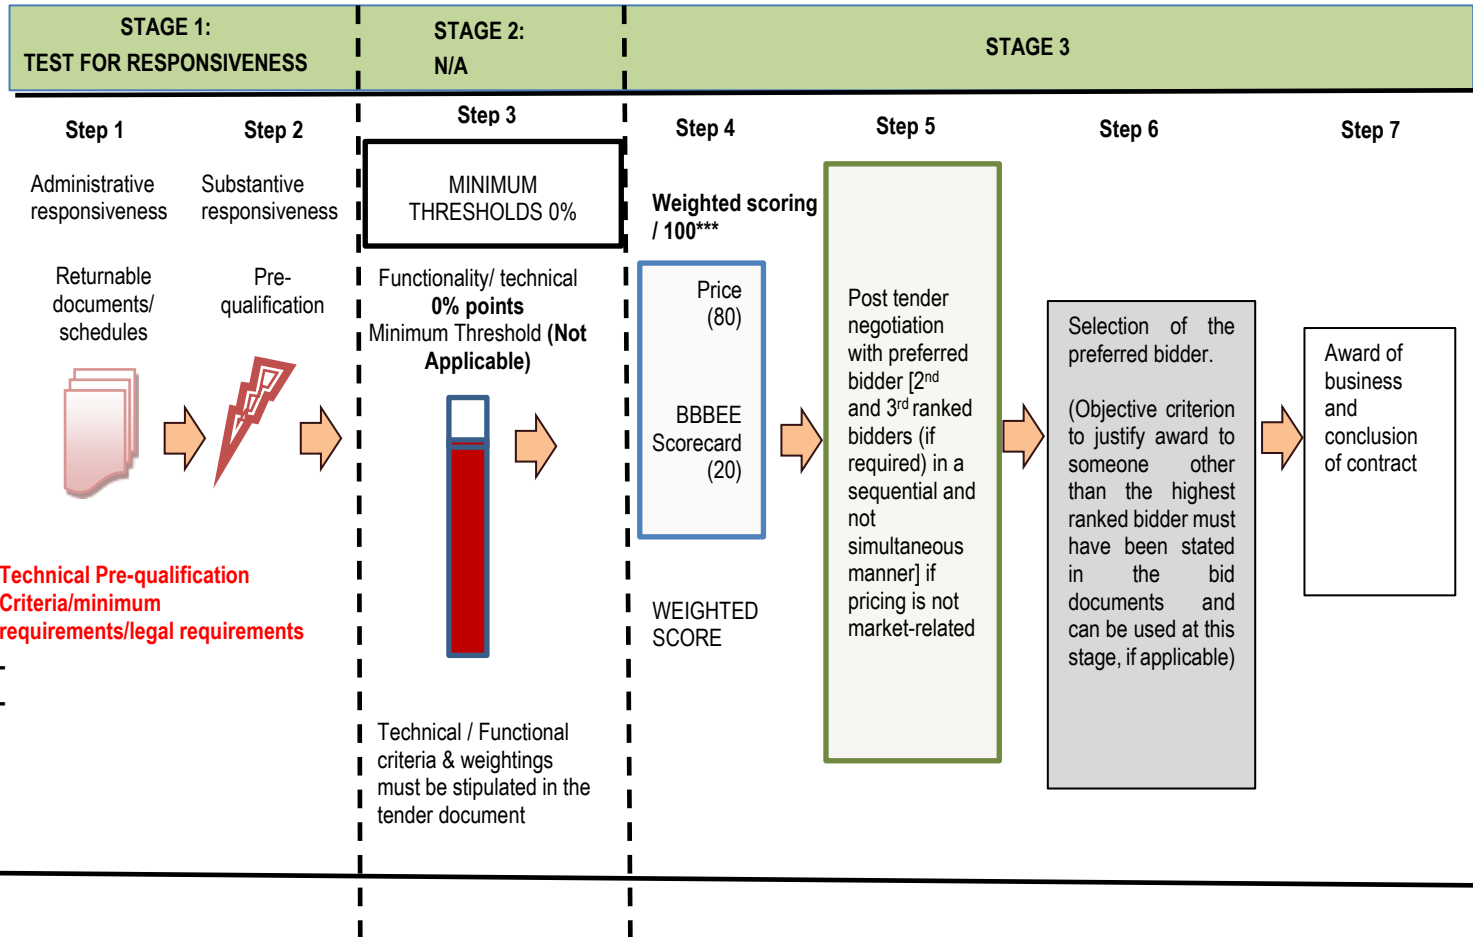 STAGE 1:
TEST FOR RESPONSIVENESS
STAGE 2:
N/A
STAGE 3
Step 1
Administrative
responsiveness
Returnable
documents/
schedules
Step 2
Substantive
responsiveness
Pre-
qualification
Technical Pre-qualification
Criteria/minimum
requirements/legal requirements
-
-
Step 3
MINIMUM
THRESHOLDS 0%
Functionality/ technical
0% points
Minimum Threshold (Not
Applicable)
Technical / Functional
criteria & weightings
must be stipulated in the
tender document
Step 4
Weighted scoring
/ 100***
Price
(80)
BBBEE
Scorecard
(20)
WEIGHTED
SCORE
Step 5
Post tender
negotiation
with preferred
bidder [2nd
and 3rd ranked
bidders (if
required) in a
sequential and
not
simultaneous
manner] if
pricing is not
market-related
Step 6
Selection of the
preferred bidder.
(Objective criterion
to justify award to
someone other
than the highest
ranked bidder must
have been stated
in the bid
documents and
can be used at this
stage, if applicable)
Step 7
Award of
business
and
conclusion
of contract